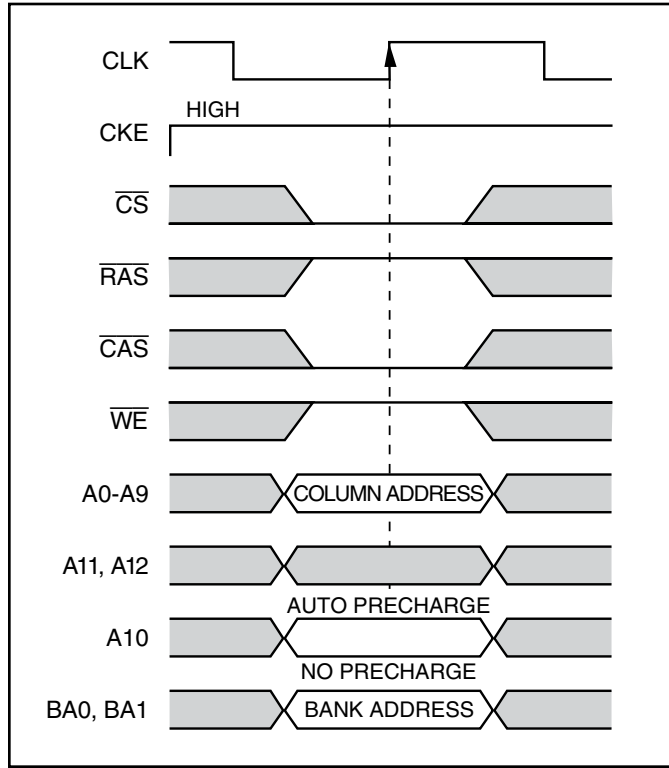 CLK
HIGH
CKE
CS
RAS
CAS
WE
A0-A9 COLUMN ADDRESS
A11, A12
AUTO PRECHARGE
A10
NO PRECHARGE
BA0, BA1 BANK ADDRESS